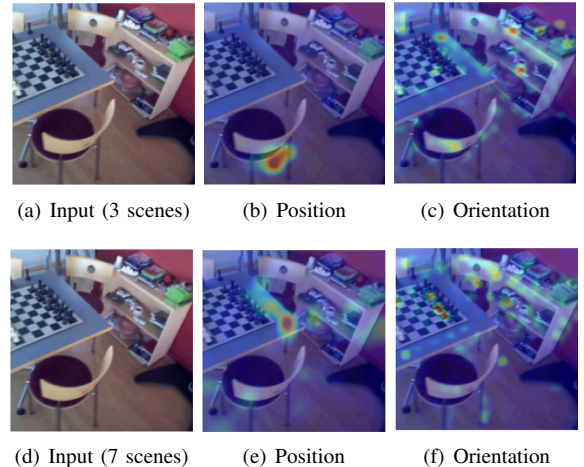 (a) Input (3 scenes) (b) Position (c) Orientation
(d) Input (7 scenes) (e) Position (f) Orientation